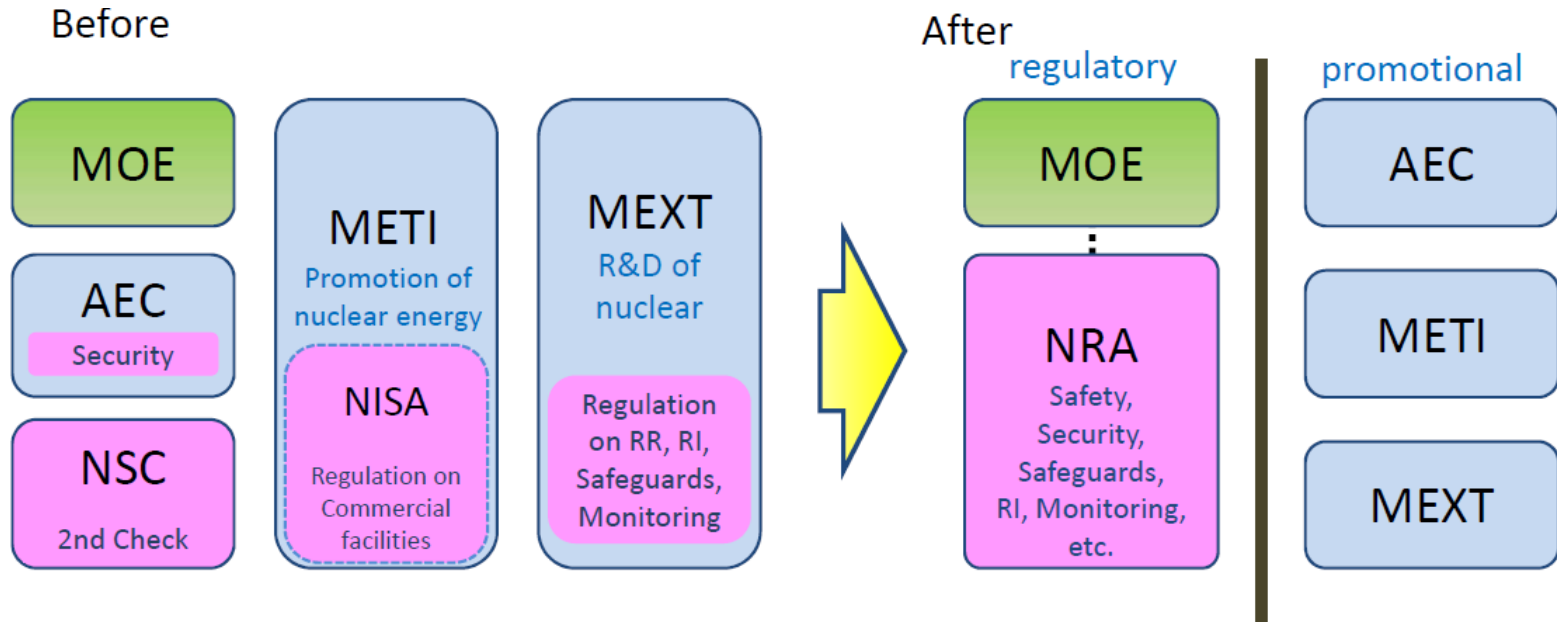 Before
MOE
AEC
Security
NSC
2nd Check
METI
Promotion of
nuclear energy
NISA
Regulation on
Commercial
facilities
MEXT
R&D of
nuclear
Regulation
on RR, RI,
Safeguards,
Monitoring
After
regulatory
MOE
NRA
Safety,
Security,
Safeguards,
RI, Monitoring,
etc.
promotional
AEC
METI
MEXT